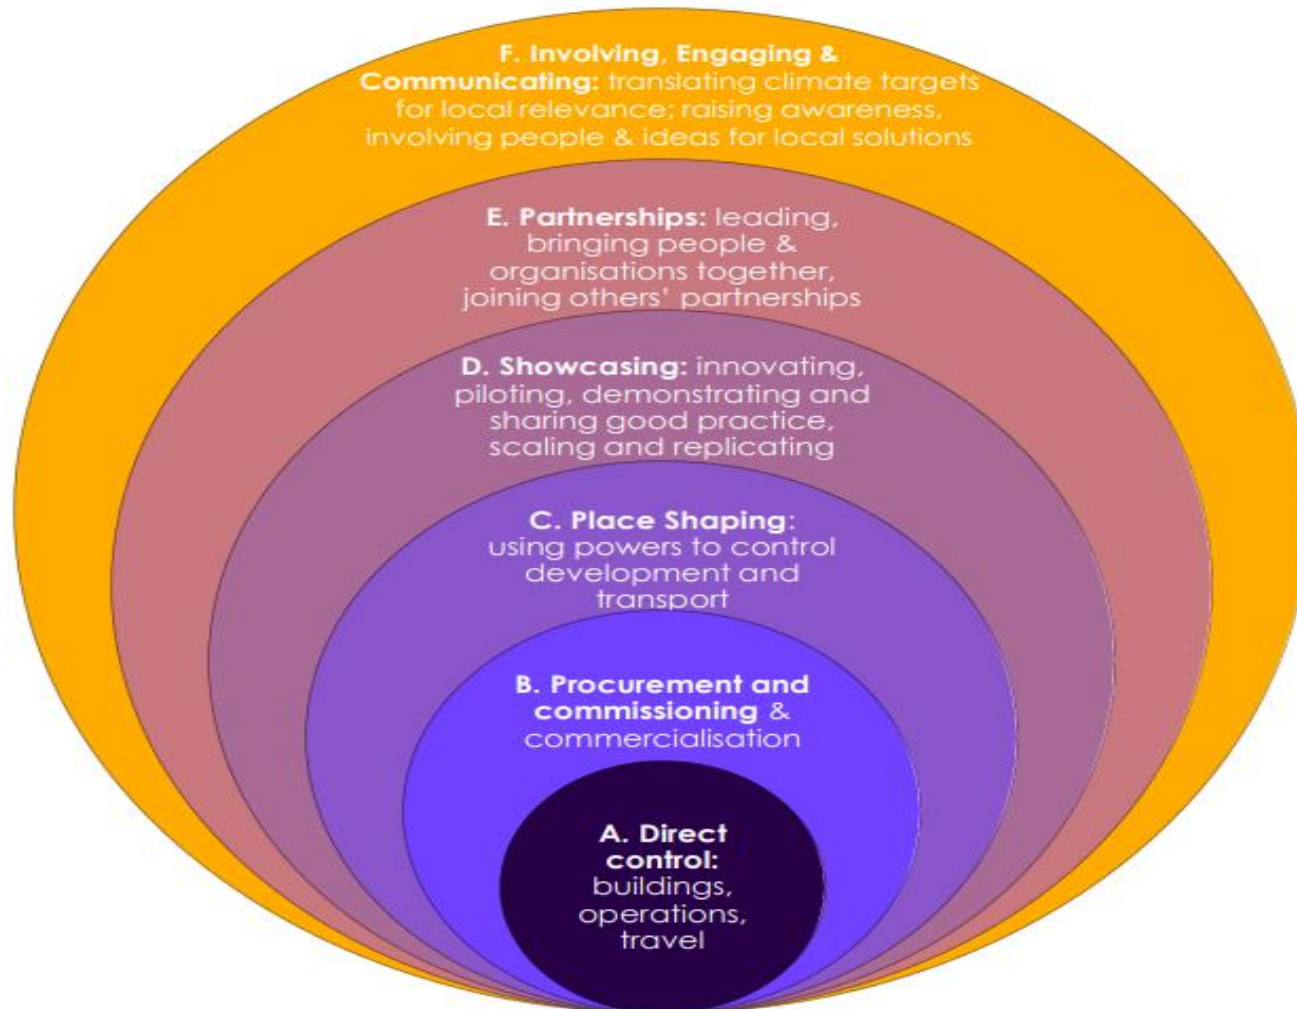 F. Involving, Engaging &
Communicating: translating climate targets
for local relevance; raising awareness,
involving people & ideas for local solutions
E. Partnerships: leading,
bringing people &
organisations together,
joining others’ partnerships
D. Showcasing: innovating,
piloting, demonstrating and
sharing good practice,
scaling and replicating
C. Place Shaping:
using powers to control
development and
transport
B. Procurement and
commissioning &
commercialisation
A. Direct
control:
buildings,
operations,
travel